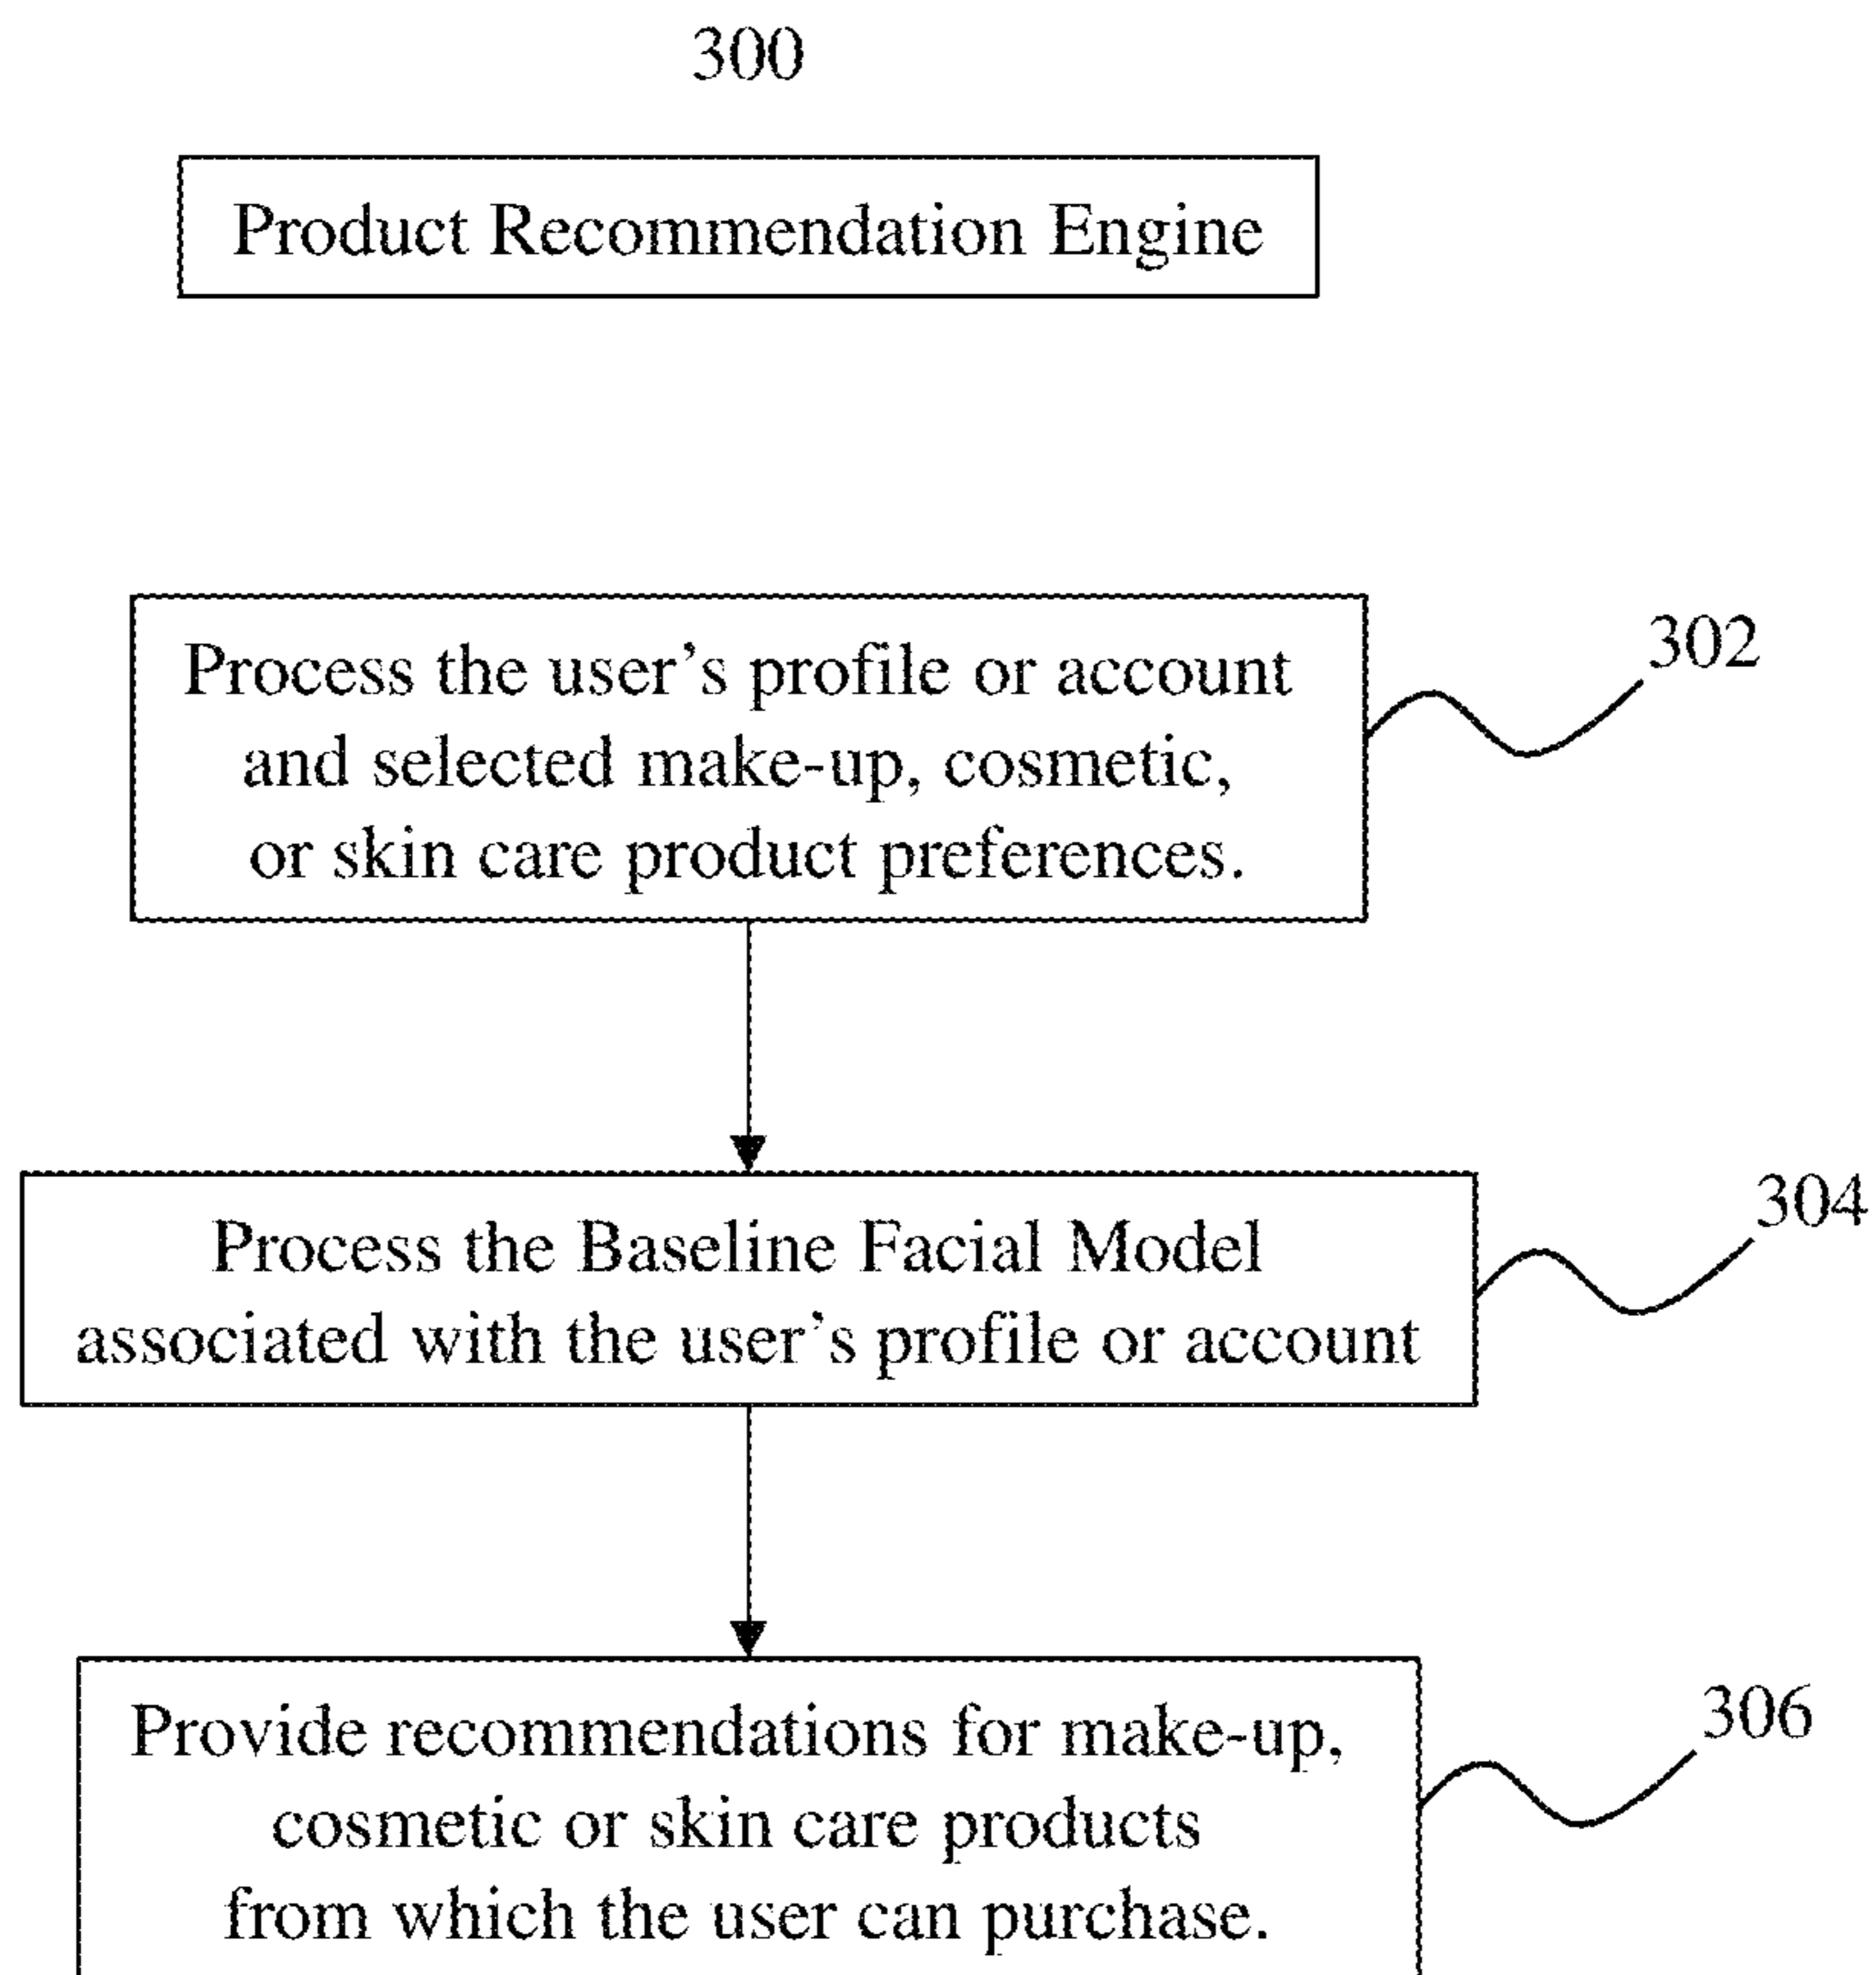 300
Product Recommendation Engine
Process the user’s profile or account
and selected make-up, cosmetic,
or skin care product preferences.
302
Process the Baseline Facial Model
associated with the user’s profile or account
304
Provide recommendations for make-up,
cosmetic or skin care products
from which the user can purchase.
306